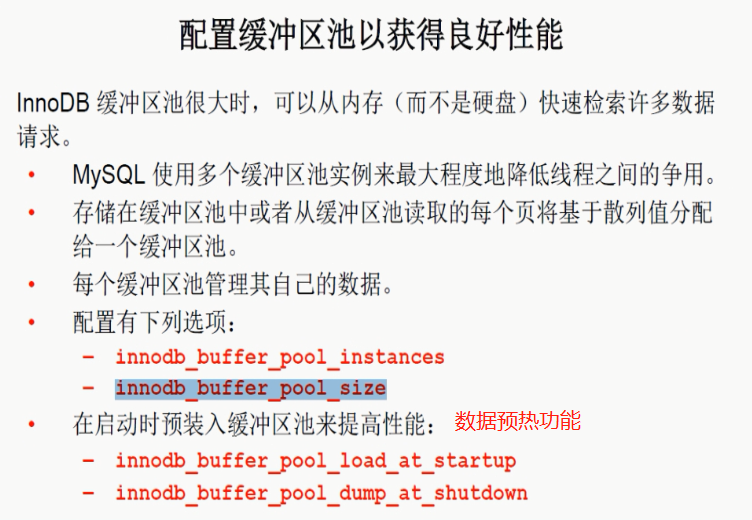 配置缓冲区池以获得良好性能
InnoDB 缓冲区池很大时，可以从内存（而不是硬盘）快速检索许多数据
请求。
• MySQL 使用多个缓冲区池实例来最大程度地降低线程之间的争用。
• 存储在缓冲区池中或者从缓冲区池读取的每个页将基于散列值分配
给一个缓冲区池。
• 每个缓冲区池管理其自己的数据。
• 配置有下列选项：
– innodb_buffer_pool_instances
– innodb_buffer_pool_size
• 在启动时预装入缓冲区池来提高性能： 数据预热功能
– innodb_buffer_pool_load_at_startup
– innodb_buffer_pool_dump_at_shutdown